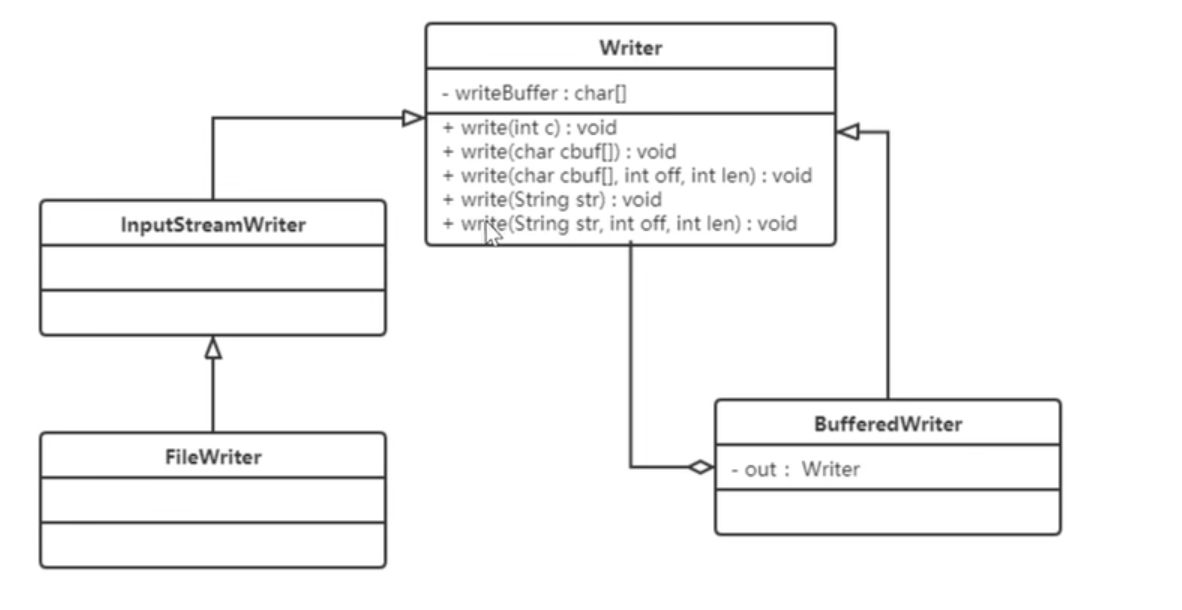 Writer
- writeBuffer : char[]
+ write(int c) : void
+ write(char cbuf[]) : void
+ write(char cbuf[], int off, int len) : void
+ write(String str) : void
+ write(String str, int off, int len) : void
InputStreamWriter
FileWriter
BufferedWriter
- out : Writer